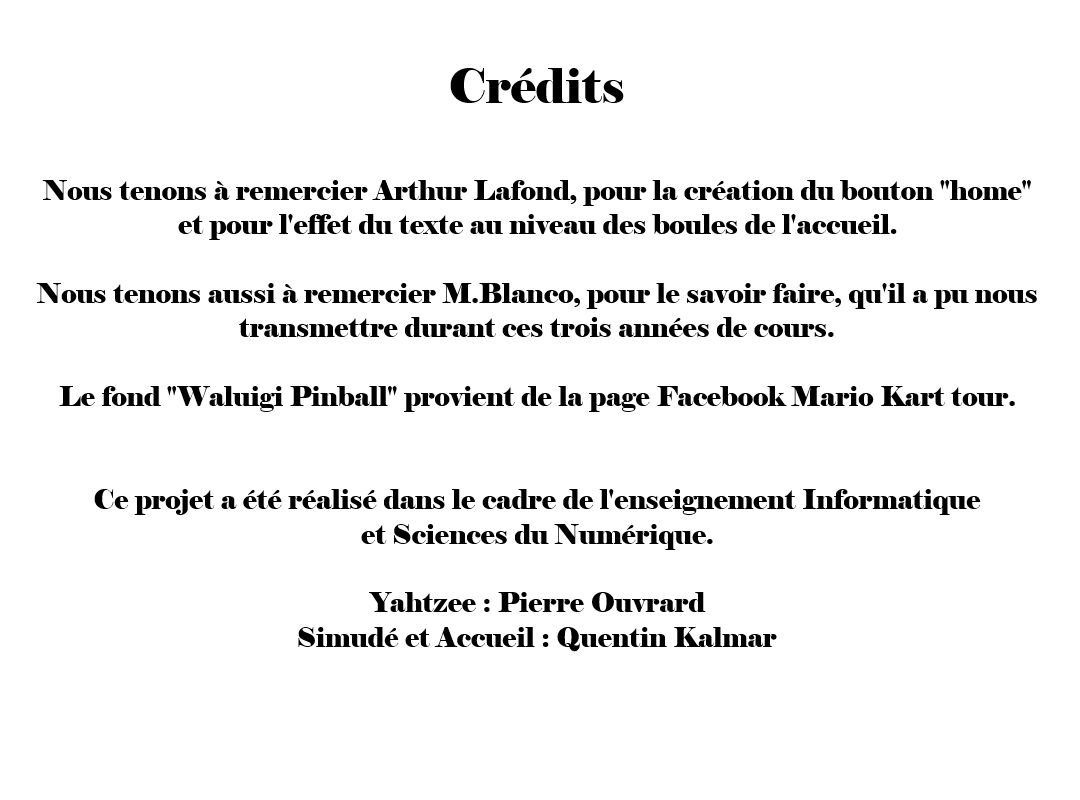 Crédits
Nous tenons à remercier Arthur Lafond, pour la création du bouton "home"
et pour l'effet du texte au niveau des boules de l'accueil.
Nous tenons aussi à remercier M.Blanco, pour le savoir faire, qu'il a pu nous
transmettre durant ces trois années de cours.
Le fond "Waluigi Pinball" provient de la page Facebook Mario Kart tour.
Ce projet a été réalisé dans le cadre de l'enseignement Informatique
et Sciences du Numérique.
Yahtzee : Pierre Ouvrard
Simudé et Accueil : Quentin Kalmar